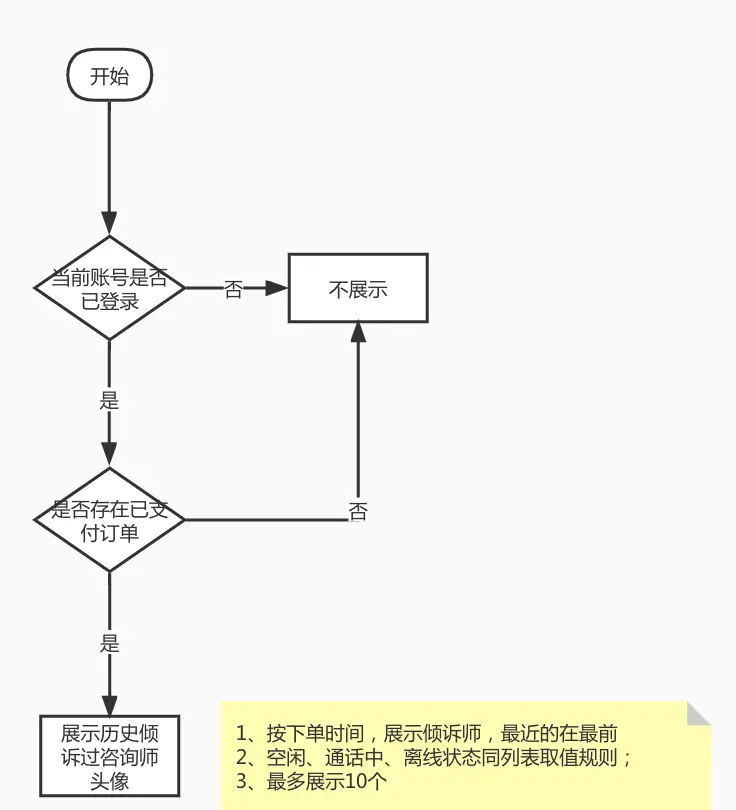 开始
当前账号是否
已登录
否
不展示
是
是否存在已支
付订单
否
是
展示历史倾
诉过咨询师
头像
1、按下单时间，展示倾诉师，最近的在最前
2、空闲、通话中、离线状态同列表取值规则；
3、最多展示10个